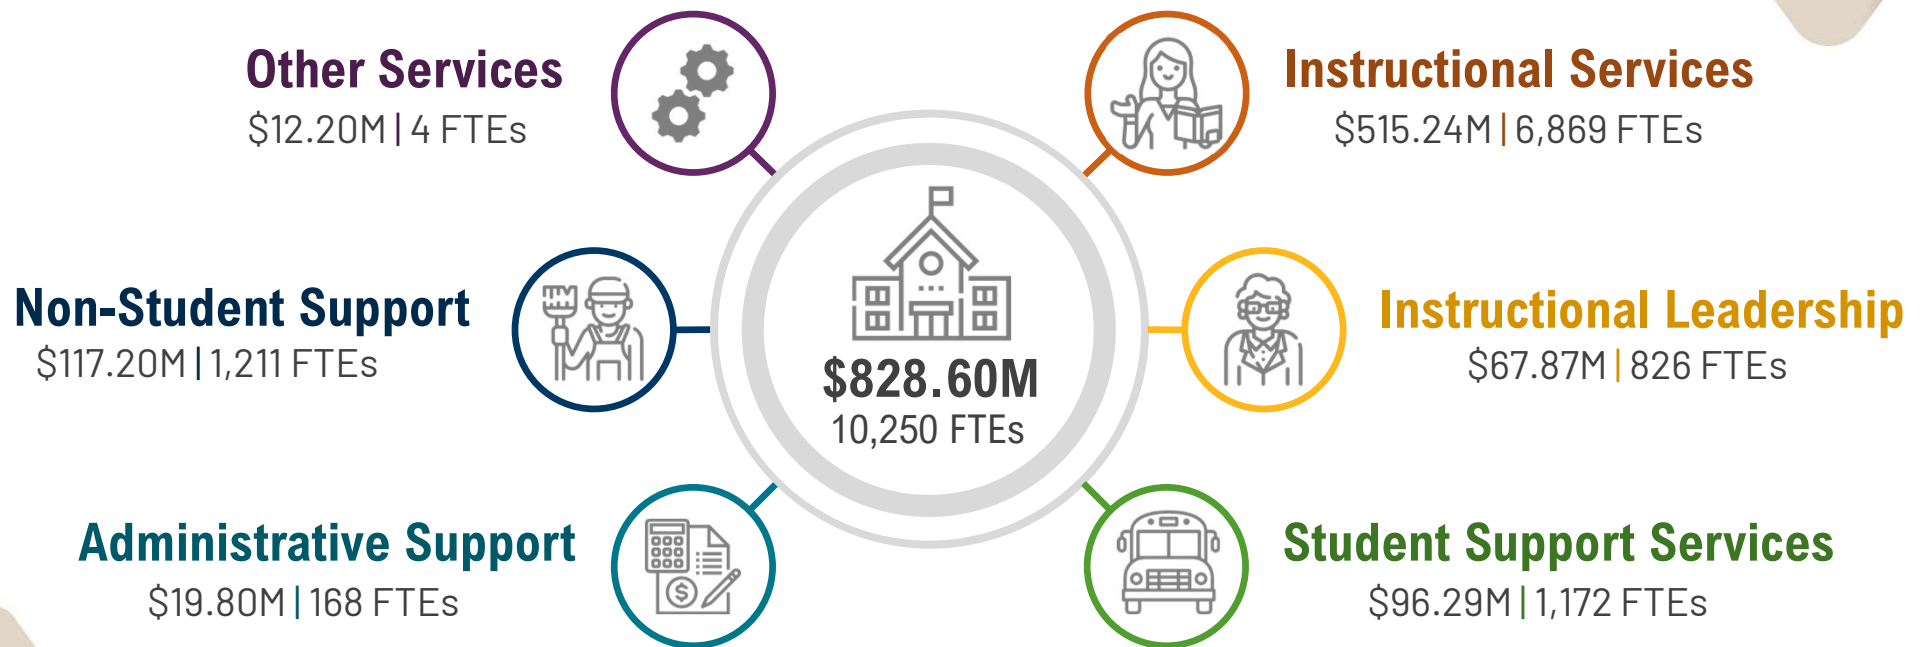 Other Services
$12.20M | 4 FTEs
Instructional Services
$515.24M | 6,869 FTEs
Non-Student Support
$117.20M | 1,211 FTEs
$828.60M
10,250 FTEs
Instructional Leadership
$67.87M | 826 FTEs
Administrative Support
$19.80M | 168 FTEs
Student Support Services
$96.29M | 1,172 FTEs